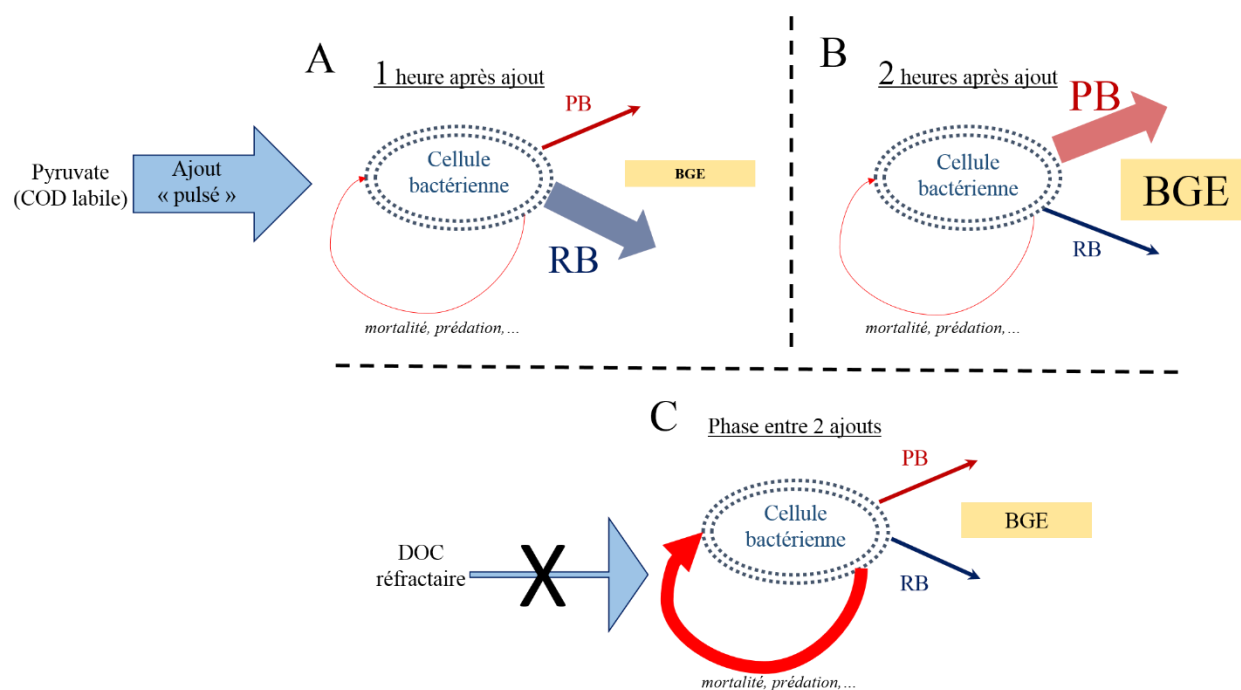 A
1 heure après ajout
PB
Pyruvate
(COD labile)
Ajout
« pulsé »
Cellule
bactérienne
BGE
RB
mortalité, prédation,…
B
2 heures après ajout
PB
Cellule
bactérienne
BGE
RB
mortalité, prédation,…
C
Phase entre 2 ajouts
PB
Cellule
bactérienne
BGE
DOC
réfractaire
X
RB
mortalité, prédation,…